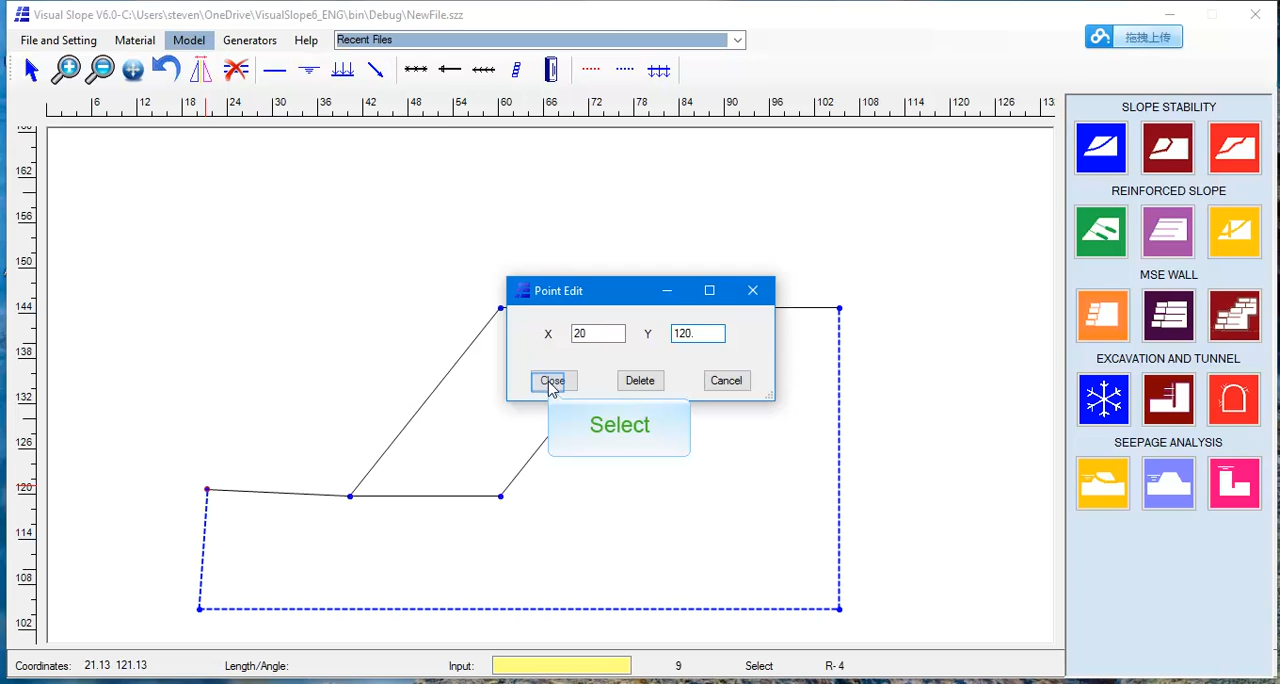 Visual Slope V6.0-C:\Users\steven\OneDrive\VisualSlope6_ENG\bin\Debug\NewFile.szz
File and Setting Material Model Generators Help Recent Files
拖拽上传
6 12 18 24 30 36 42 48 54 60 66 72 78 84 90 96 102 108 114 120 126
162
156
150
144
138
132
126
120
114
108
102
Point Edit
X 20 Y 120.
Close Delete Cancel
Select
SLOPE STABILITY
REINFORCED SLOPE
MSE WALL
EXCAVATION AND TUNNEL
SEEPAGE ANALYSIS
Coordinates: 21.13 121.13 Length/Angle: Input: 9 Select R- 4